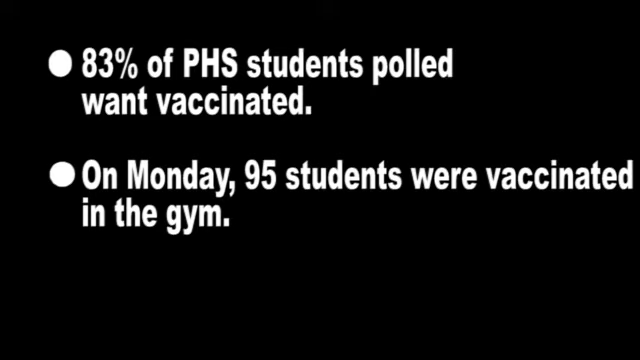 ● 83% of PHS students polled
want vaccinated.
● On Monday, 95 students were vaccinated
in the gym.